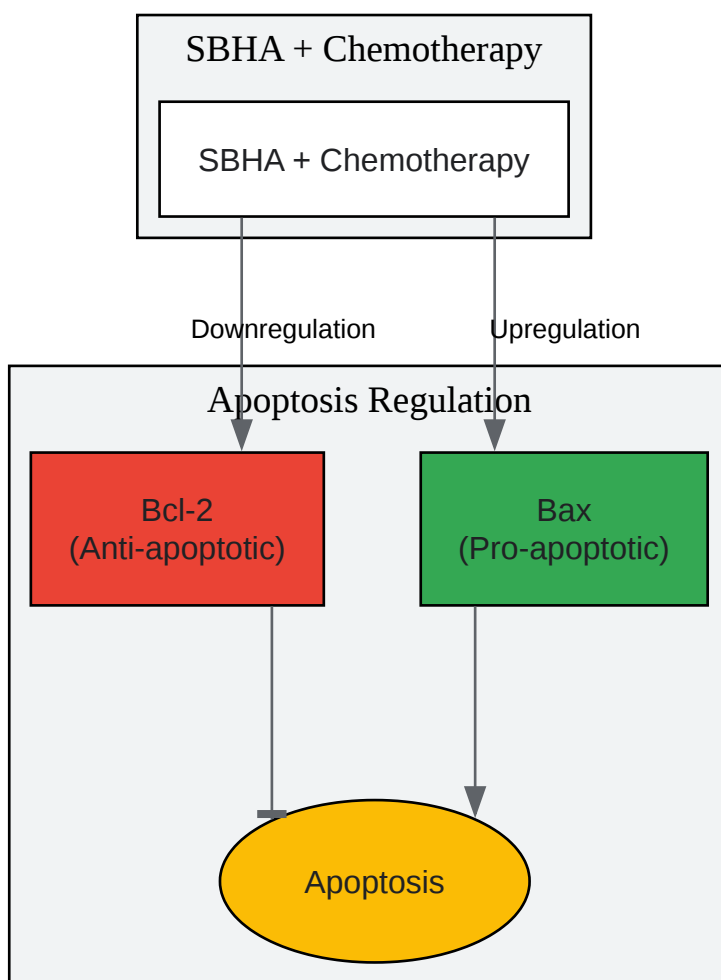 SBHA + Chemotherapy
SBHA + Chemotherapy
Downregulation
Upregulation
Apoptosis Regulation
Bcl-2
(Anti-apoptotic)
Bax
(Pro-apoptotic)
Apoptosis